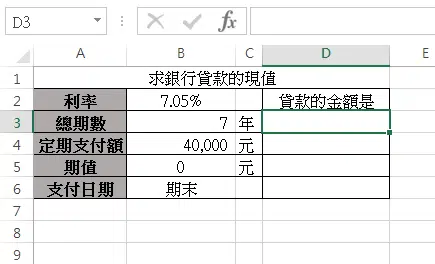 D3
fx
A B C D E
1 求銀行貸款的現值
2 利率 7.05% 貸款的金額是
3 總期數 7 年
4 定期支付額 40,000 元
5 期值 0 元
6 支付日期 期末
7
8
9